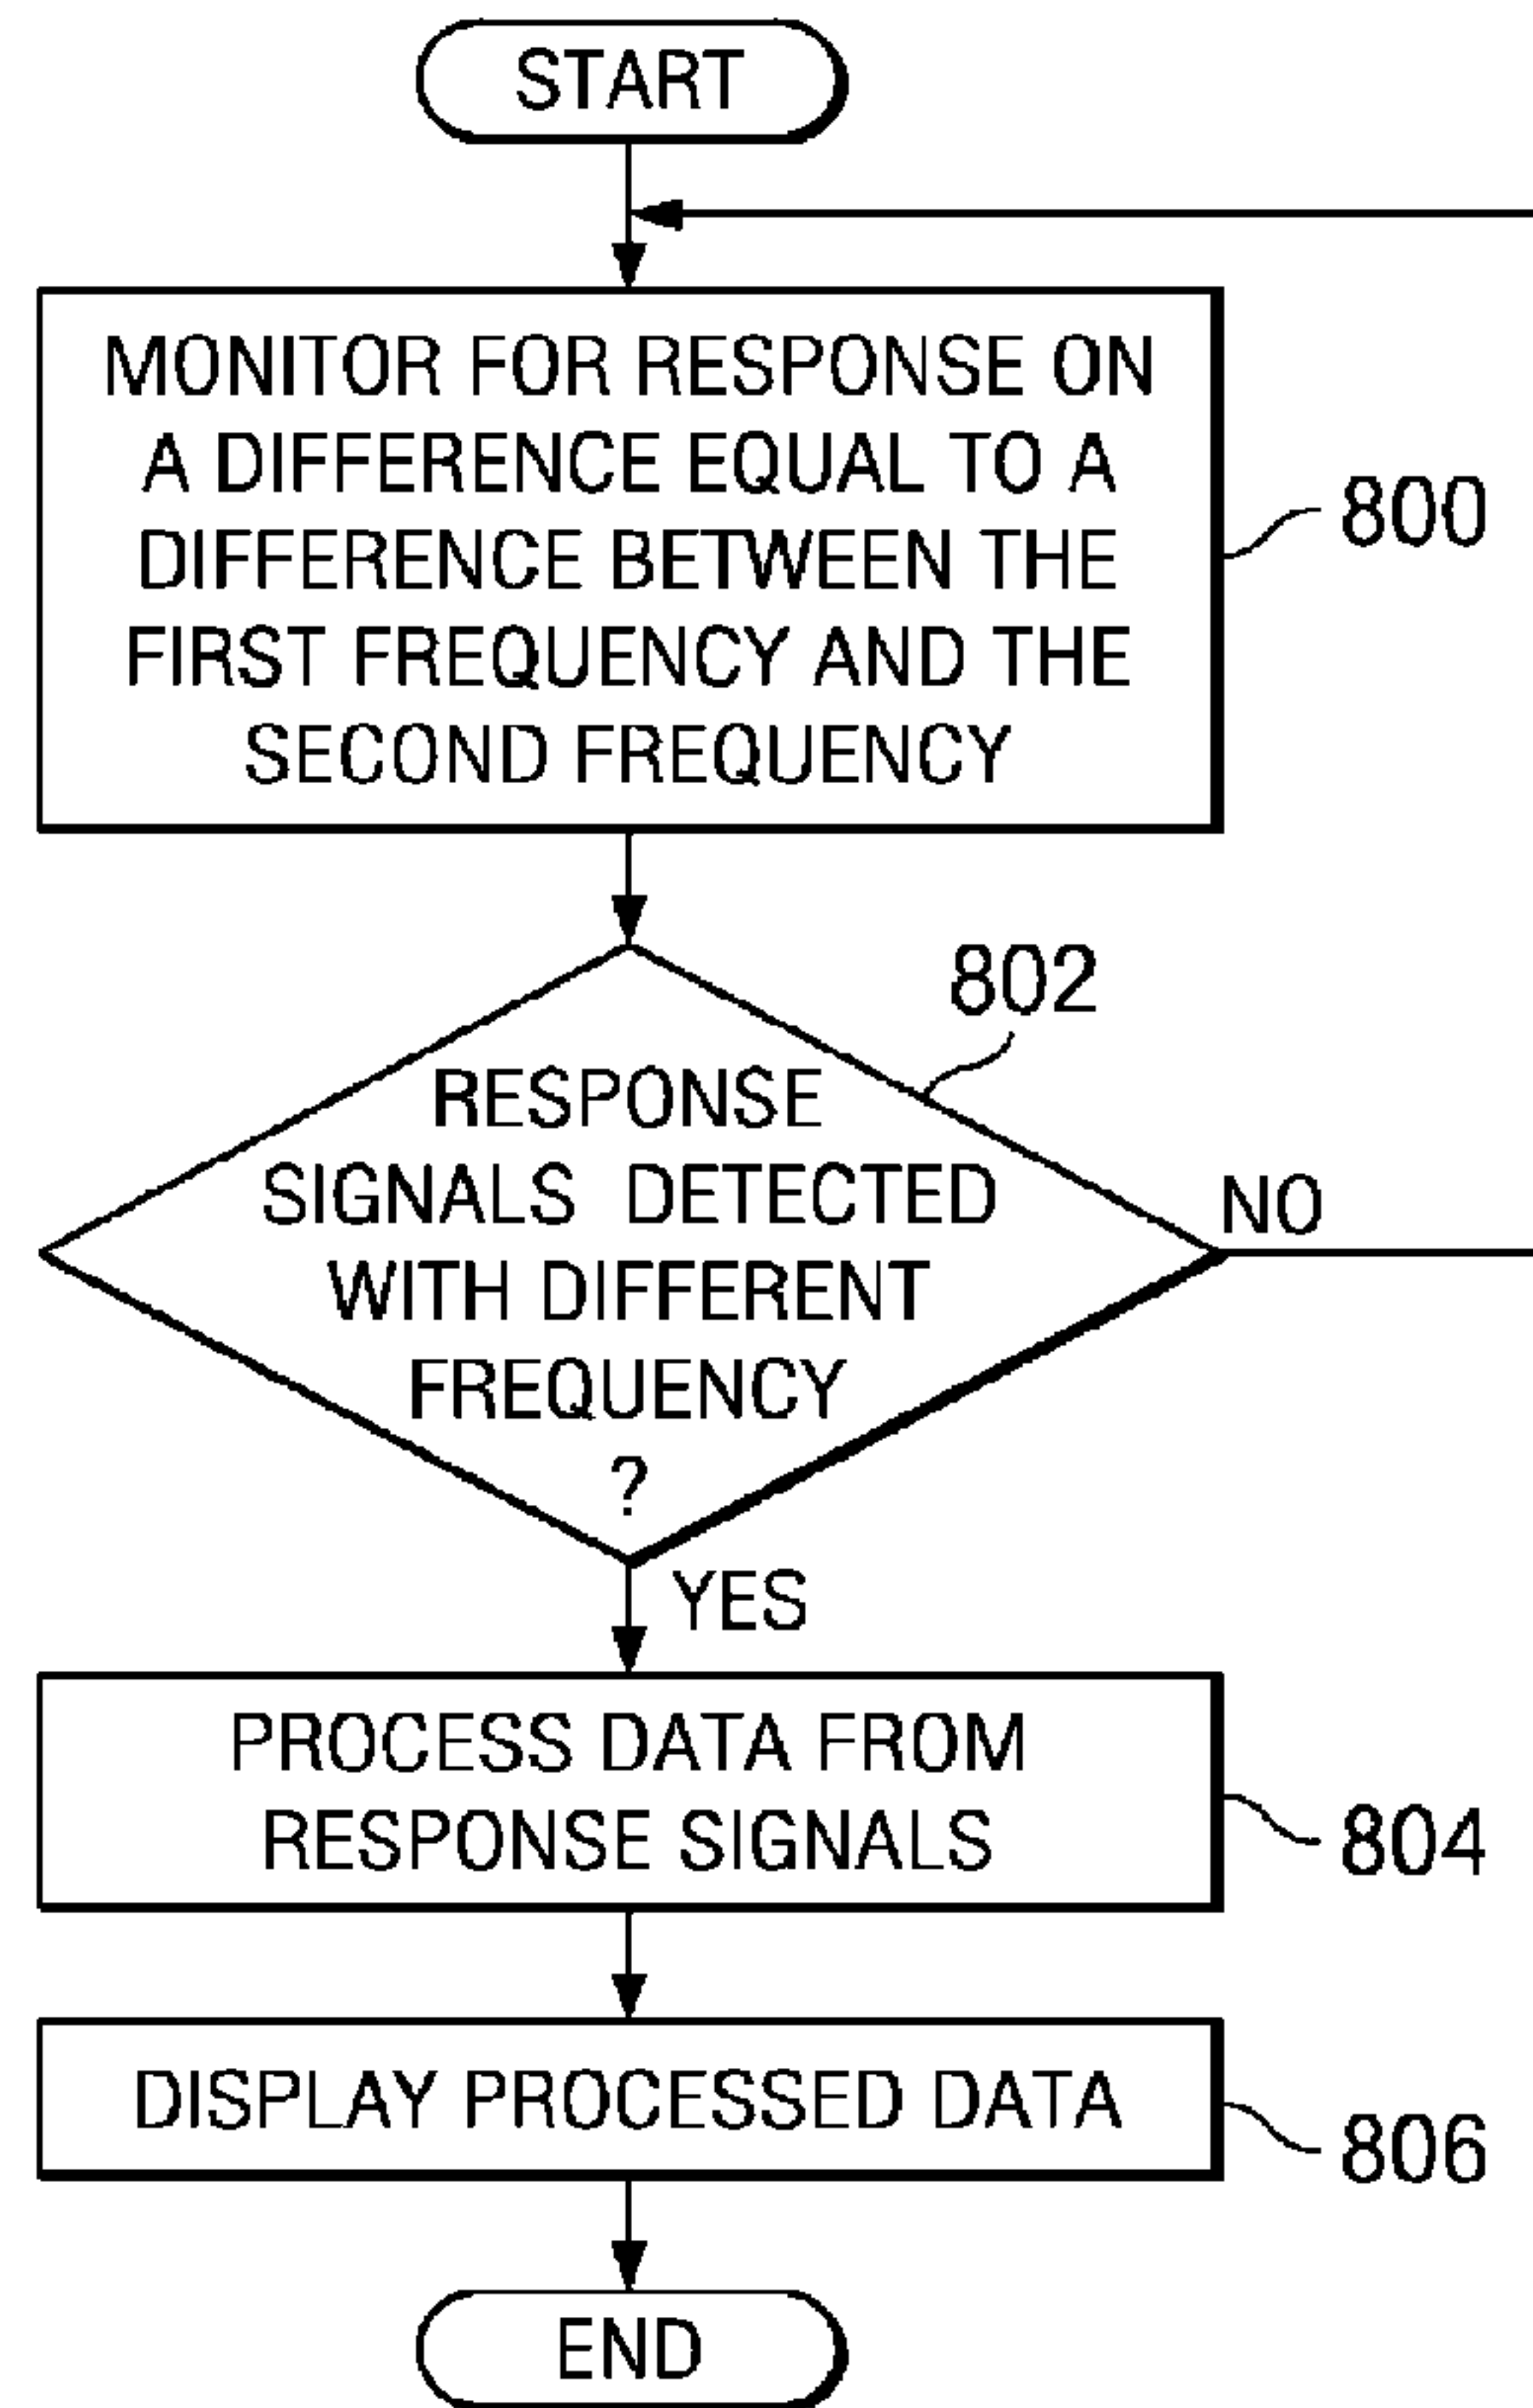 START
MONITOR FOR RESPONSE ON
A DIFFERENCE EQUAL TO A
DIFFERENCE BETWEEN THE
FIRST FREQUENCY AND THE
SECOND FREQUENCY
800
802
RESPONSE
SIGNALS DETECTED
WITH DIFFERENT
FREQUENCY
?
NO
YES
PROCESS DATA FROM
RESPONSE SIGNALS
804
DISPLAY PROCESSED DATA
806
END